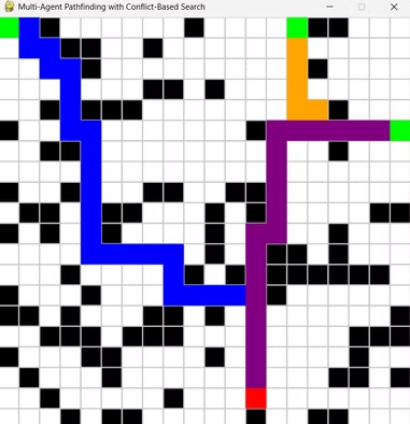 Multi-Agent Pathfinding with Conflict-Based Search